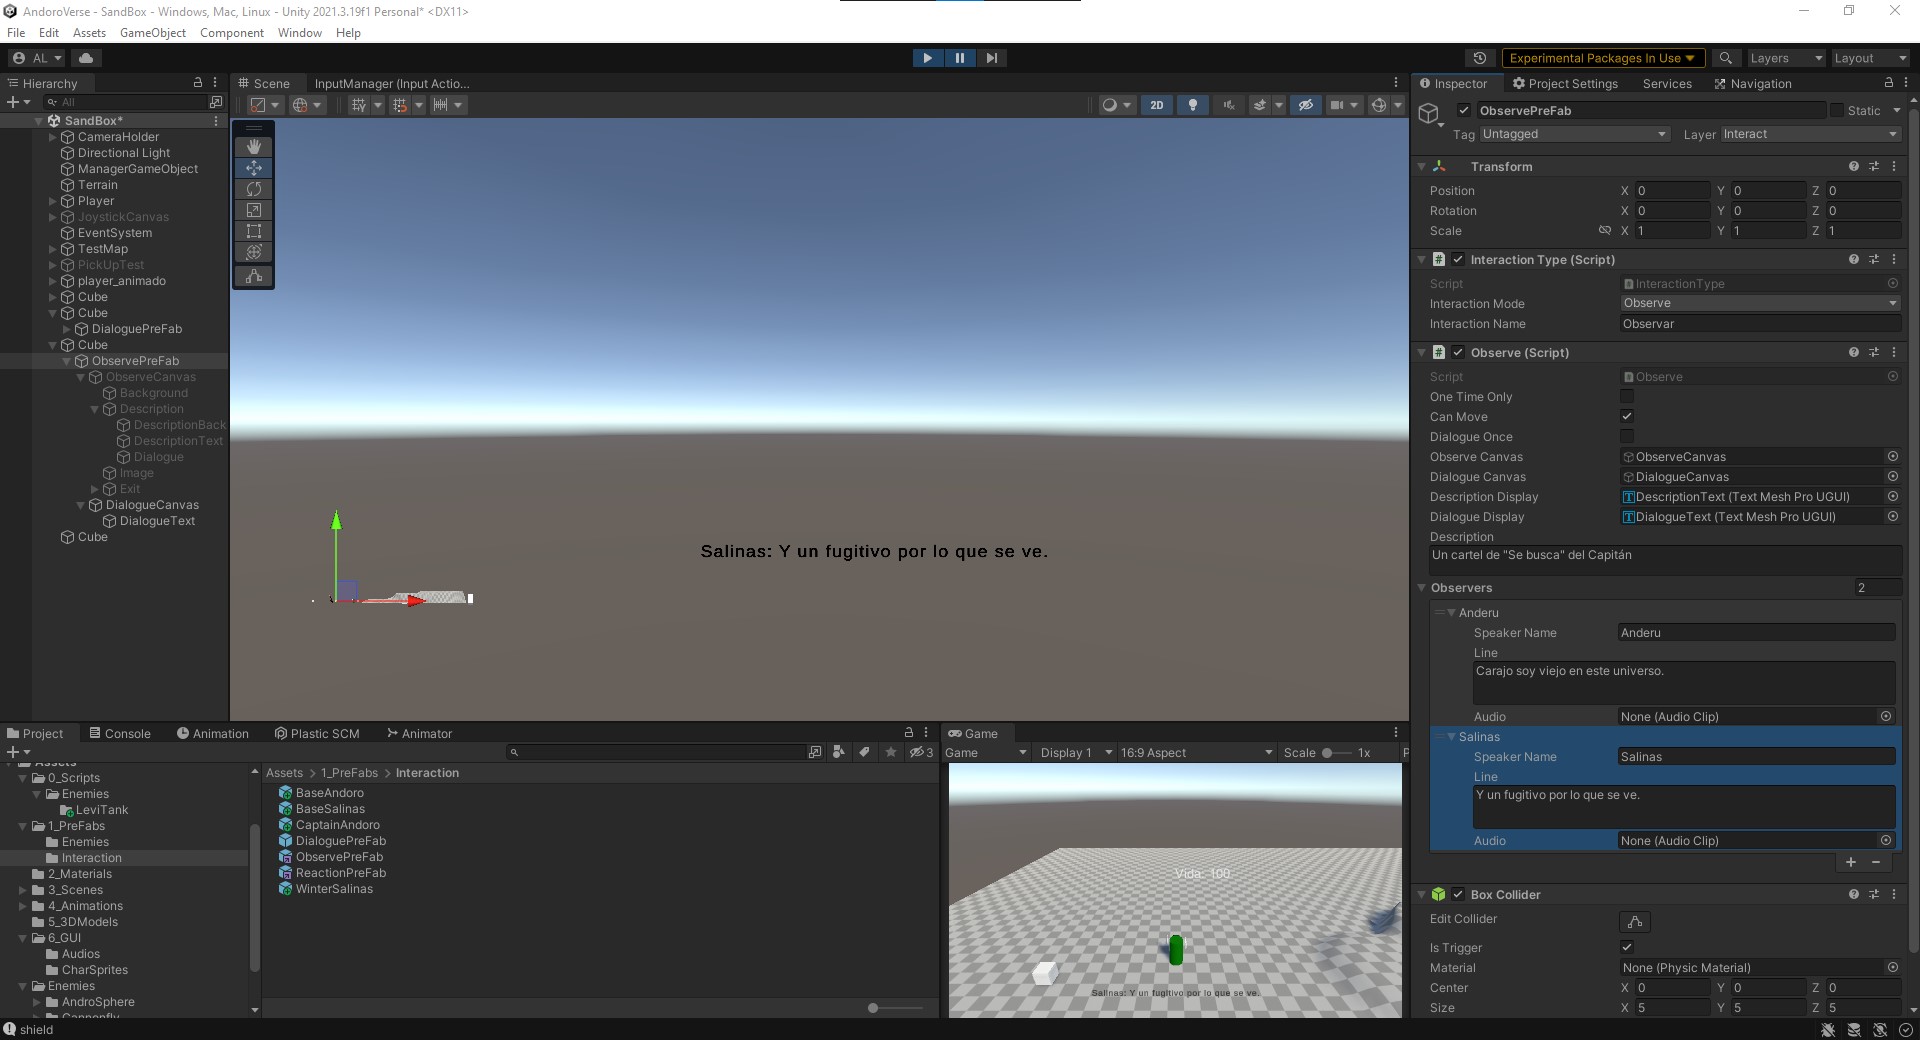 AndoroVerse - SandBox - Windows, Mac, Linux - Unity 2021.3.19f1 Personal* <DX11>
File Edit Assets GameObject Component Window Help
AL
Experimental Packages In Use
Layers
Layout
Hierarchy
All
SandBox*
CameraHolder
Directional Light
ManagerGameObject
Terrain
Player
JoystickCanvas
EventSystem
TestMap
PickUpTest
player_animado
Cube
Cube
DialoguePreFab
Cube
ObservePreFab
ObserveCanvas
Background
Description
DescriptionBack
DescriptionText
Dialogue
Image
Exit
DialogueCanvas
DialogueText
Cube
Scene
InputManager (Input Actio...
2D
Salinas: Y un fugitivo por lo que se ve.
Project
Console
Animation
Plastic SCM
Animator
3
Assets
0_Scripts
Enemies
LeviTank
1_PreFabs
Enemies
Interaction
2_Materials
3_Scenes
4_Animations
5_3DModels
6_GUI
Audios
CharSprites
Enemies
AndroSphere
Cannonfly
Assets > 1_PreFabs > Interaction
BaseAndoro
BaseSalinas
CaptainAndoro
DialoguePreFab
ObservePreFab
ReactionPreFab
WinterSalinas
Game
Game
Display 1
16:9 Aspect
Scale
1x
P
Vida: 100
Salinas: Y un fugitivo por lo que se ve.
Inspector
Project Settings
Services
Navigation
ObservePreFab
Static
Tag Untagged
Layer Interact
Transform
Position X 0 Y 0 Z 0
Rotation X 0 Y 0 Z 0
Scale X 1 Y 1 Z 1
Interaction Type (Script)
Script InteractionType
Interaction Mode Observe
Interaction Name Observar
Observe (Script)
Script Observe
One Time Only
Can Move
Dialogue Once
Observe Canvas ObserveCanvas
Dialogue Canvas DialogueCanvas
Description Display DescriptionText (Text Mesh Pro UGUI)
Dialogue Display DialogueText (Text Mesh Pro UGUI)
Description
Un cartel de "Se busca" del Capitán
Observers 2
Anderu
Speaker Name Anderu
Line
Carajo soy viejo en este universo.
Audio None (Audio Clip)
Salinas
Speaker Name Salinas
Line
Y un fugitivo por lo que se ve.
Audio None (Audio Clip)
Box Collider
Edit Collider
Is Trigger
Material None (Physic Material)
Center X 0 Y 0 Z 0
Size X 5 Y 5 Z 5
shield